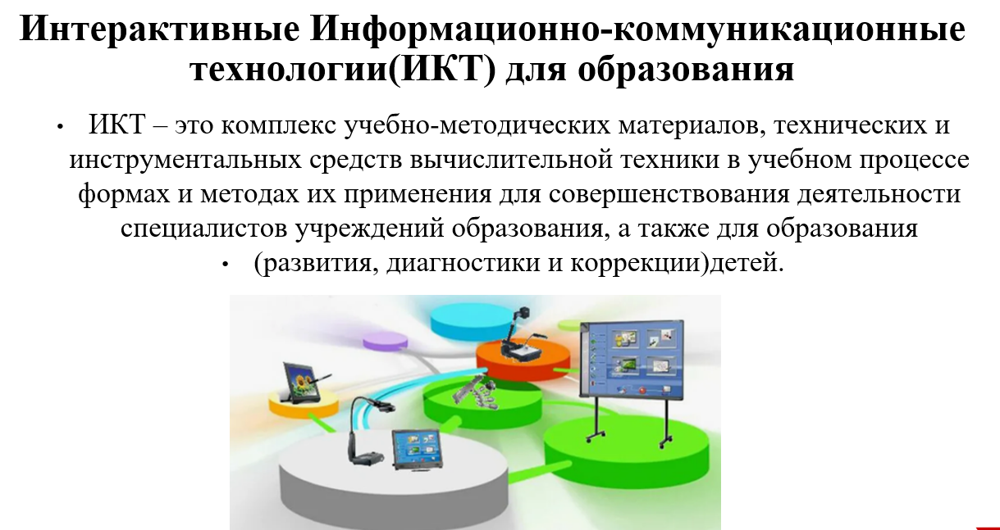 Интерактивные Информационно-коммуникационные
технологии(ИКТ) для образования
• ИКТ – это комплекс учебно-методических материалов, технических и
инструментальных средств вычислительной техники в учебном процессе
формах и методах их применения для совершенствования деятельности
специалистов учреждений образования, а также для образования
• (развития, диагностики и коррекции)детей.